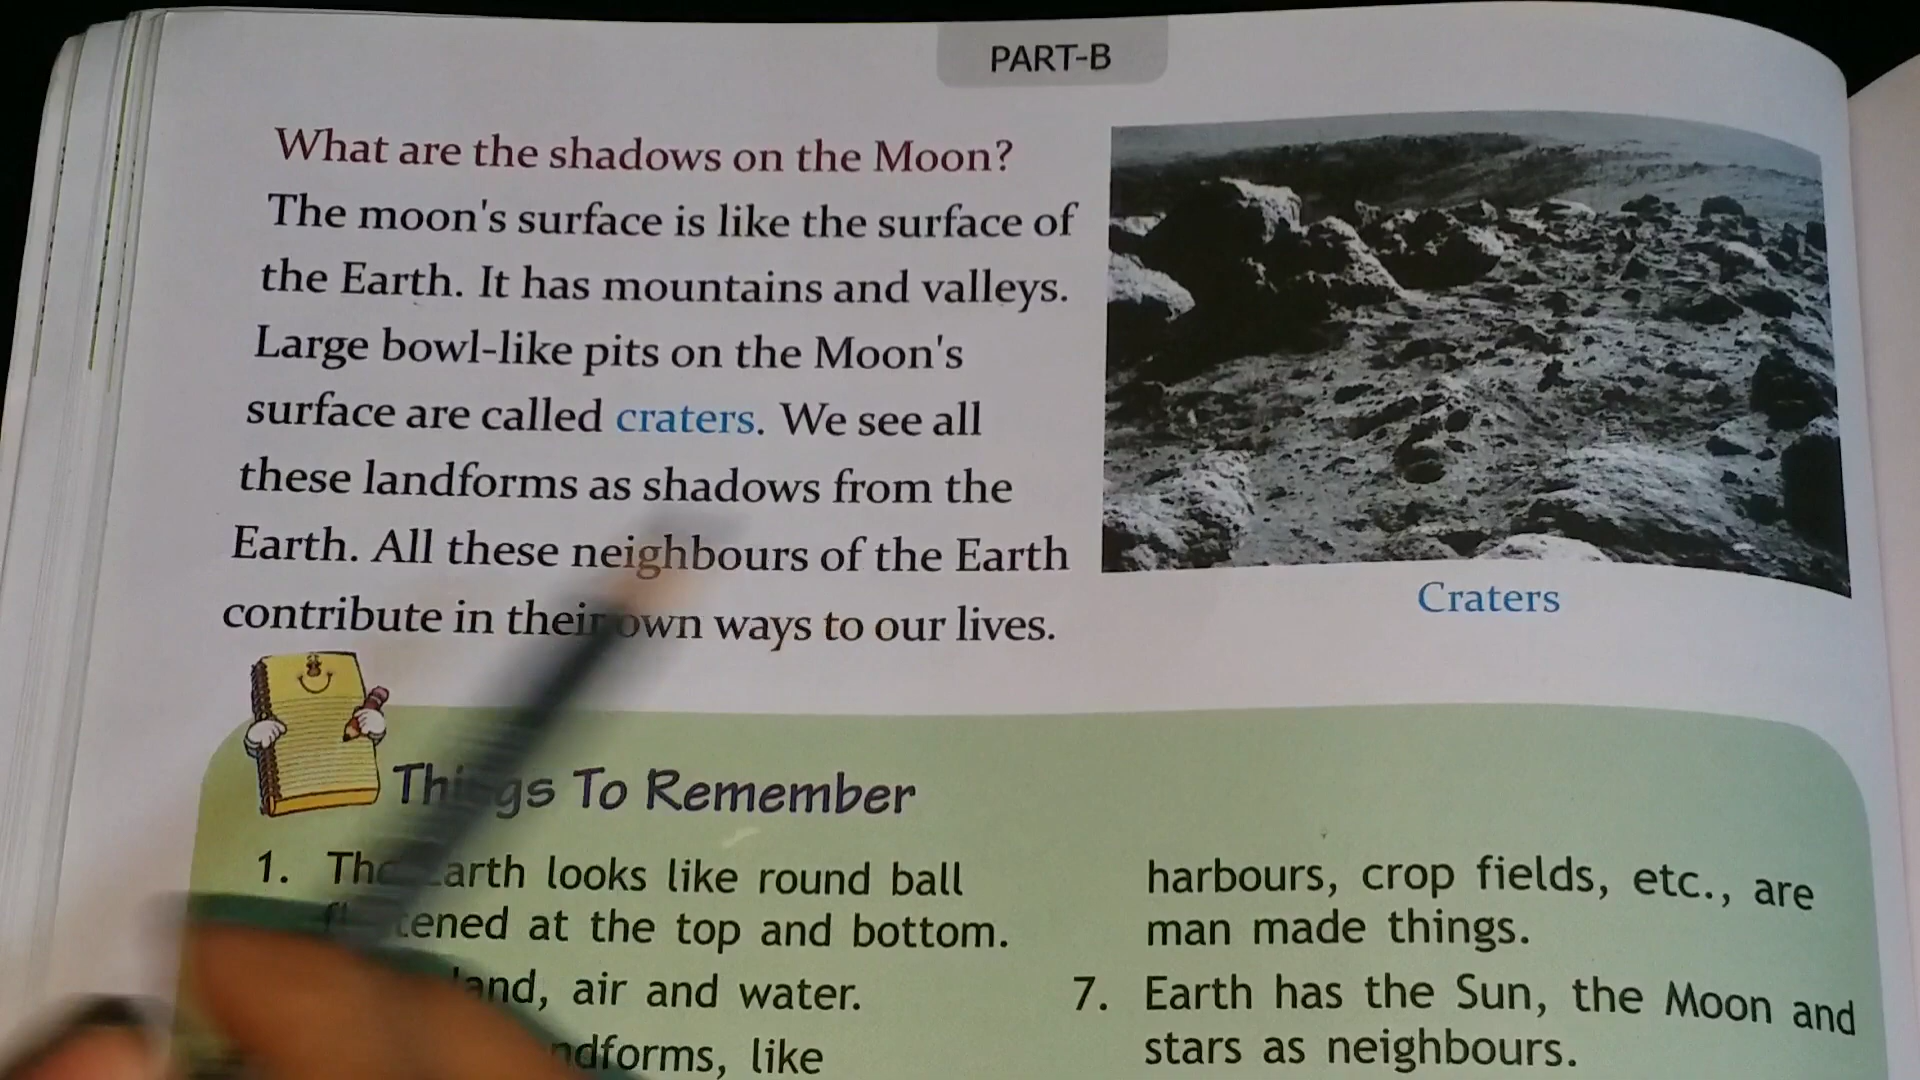 PART-B
What are the shadows on the Moon?
The moon's surface is like the surface of
the Earth. It has mountains and valleys.
Large bowl-like pits on the Moon's
surface are called craters. We see all
these landforms as shadows from the
Earth. All these neighbours of the Earth
contribute in their own ways to our lives.
Craters
Things To Remember
1. The Earth looks like round ball
at the top and bottom.
air and water.
like
harbours, crop fields, etc., are
man made things.
7. Earth has the Sun, the Moon and
stars as neighbours.